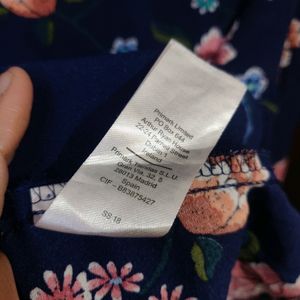 Primark Limited
PO Box 644
Arthur Ryan House
22-24 Parnell Street
Dublin 1
Ireland
Primark Tiendas S.L.U.
Gran Via, 32, 5
28013 Madrid
Spain
CIF - B83875427
SS 18